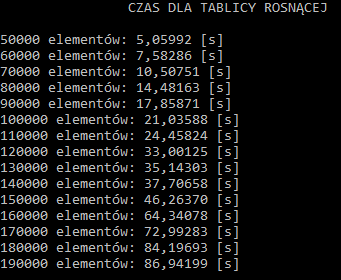 CZAS DLA TABLICY ROSNĄCEJ
50000 elementów: 5,05992 [s]
60000 elementów: 7,58286 [s]
70000 elementów: 10,50751 [s]
80000 elementów: 14,48163 [s]
90000 elementów: 17,85871 [s]
100000 elementów: 21,03588 [s]
110000 elementów: 24,45824 [s]
120000 elementów: 33,00125 [s]
130000 elementów: 35,14303 [s]
140000 elementów: 37,70658 [s]
150000 elementów: 46,26370 [s]
160000 elementów: 64,34078 [s]
170000 elementów: 72,99283 [s]
180000 elementów: 84,19693 [s]
190000 elementów: 86,94199 [s]